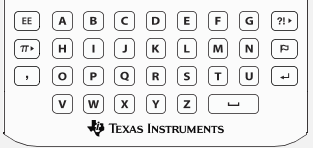 EE A B C D E F G ?!▸
π▸ H I J K L M N
, O P Q R S T U ↵
V W X Y Z ⎵
TEXAS INSTRUMENTS